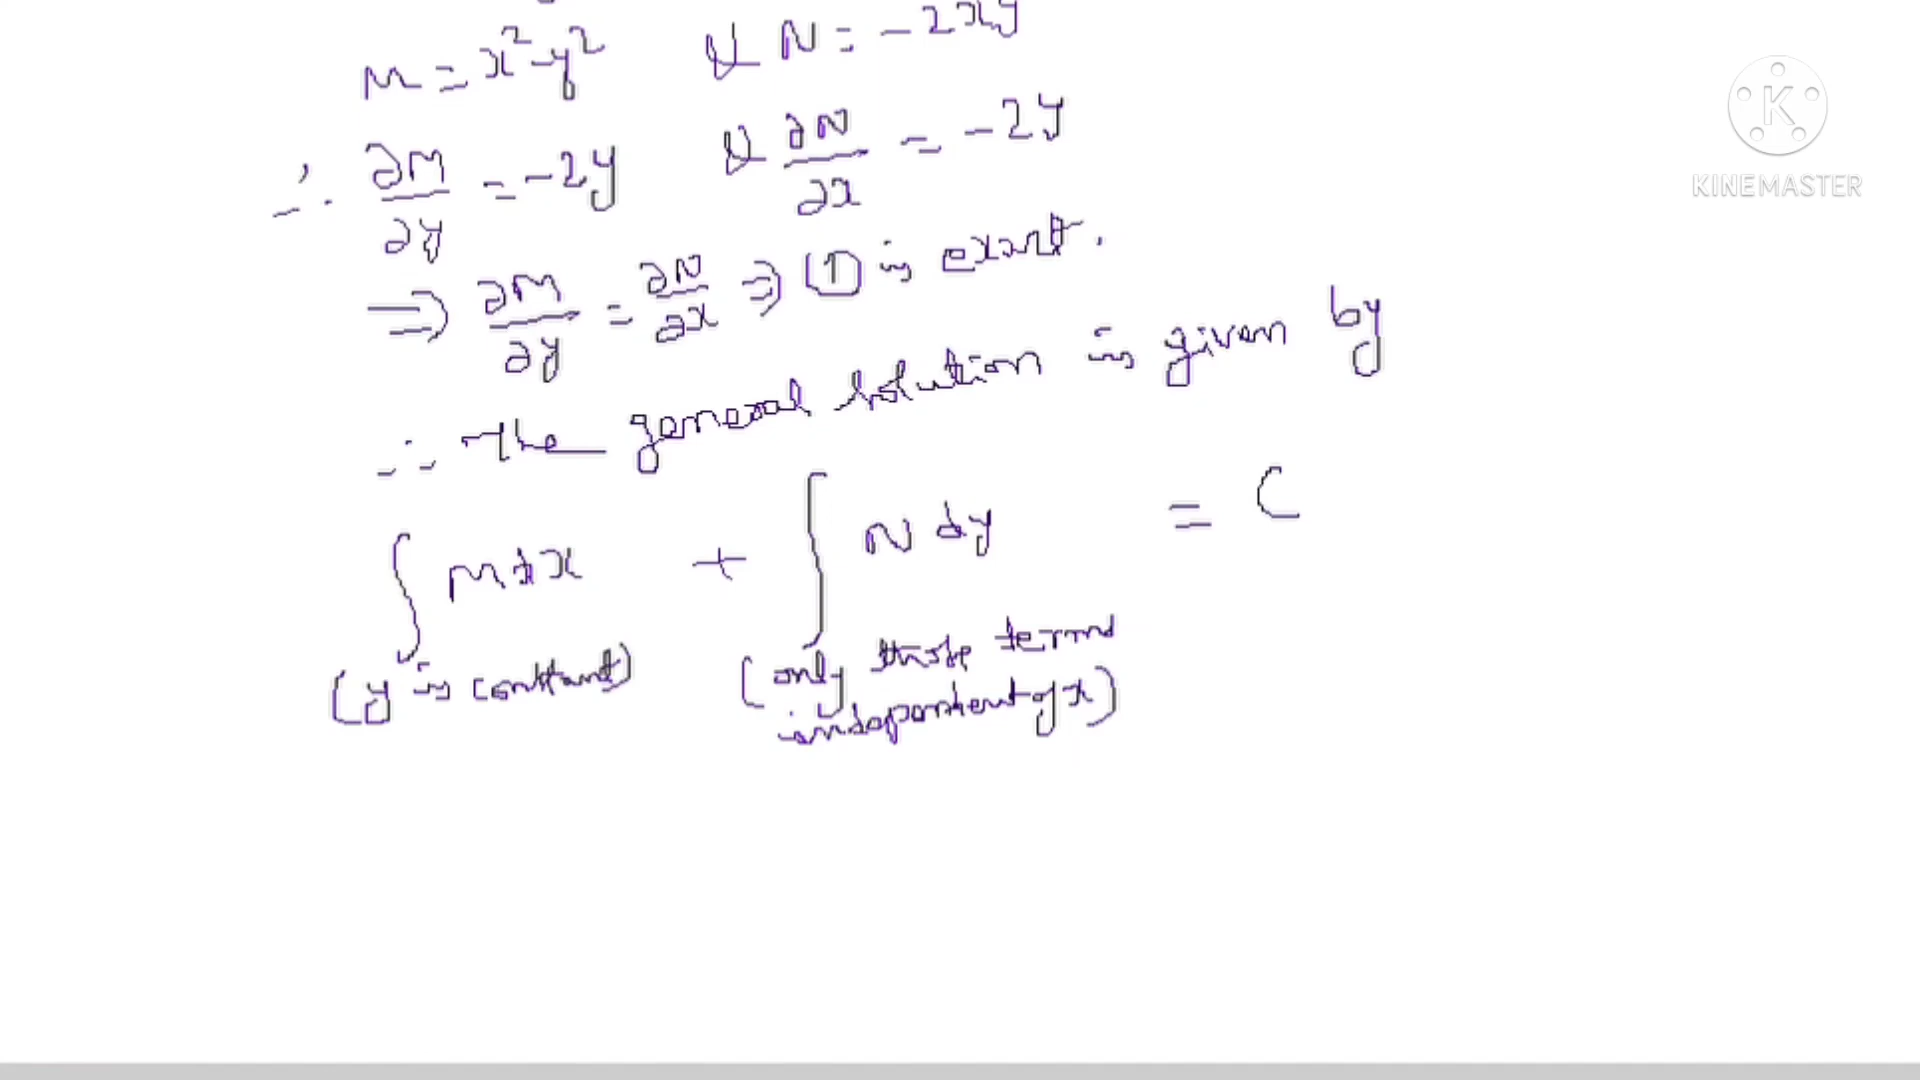 M = x² - y² & N = -2xy
∴ ∂M/∂y = -2y & ∂N/∂x = -2y
⇒ ∂M/∂y = ∂N/∂x ⇒ ① is exact.
∴ The general solution is given by
∫ M dx + ∫ N dy = C
(y is constant) (only those terms
independent of x)
KINEMASTER